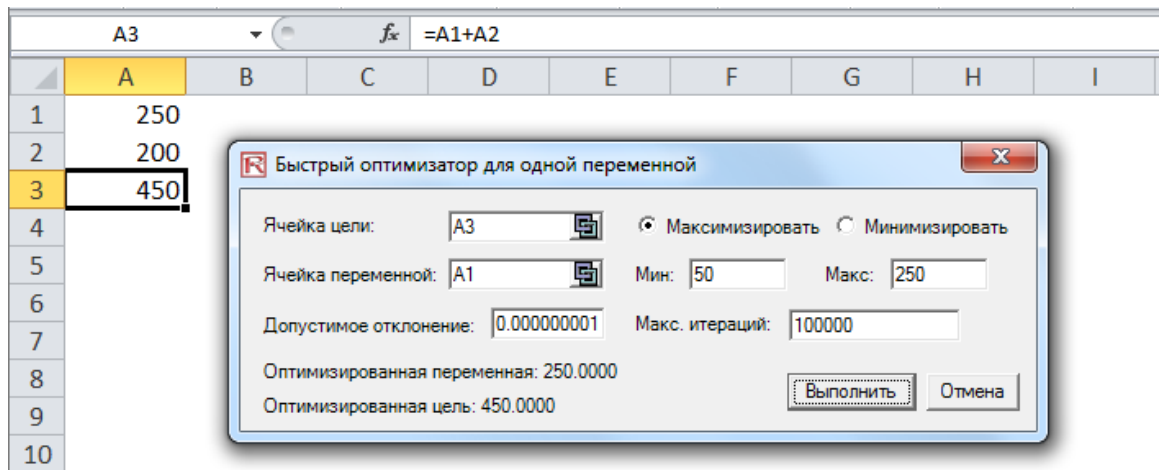 A3 fx =A1+A2
A B C D E F G H I
1 250
2 200
3 450
4
5
6
7
8
9
10
R Быстрый оптимизатор для одной переменной x
Ячейка цели: A3 Максимизировать Минимизировать
Ячейка переменной: A1 Мин: 50 Макс: 250
Допустимое отклонение: 0.000000001 Макс. итераций: 100000
Оптимизированная переменная: 250.0000
Оптимизированная цель: 450.0000
Выполнить Отмена